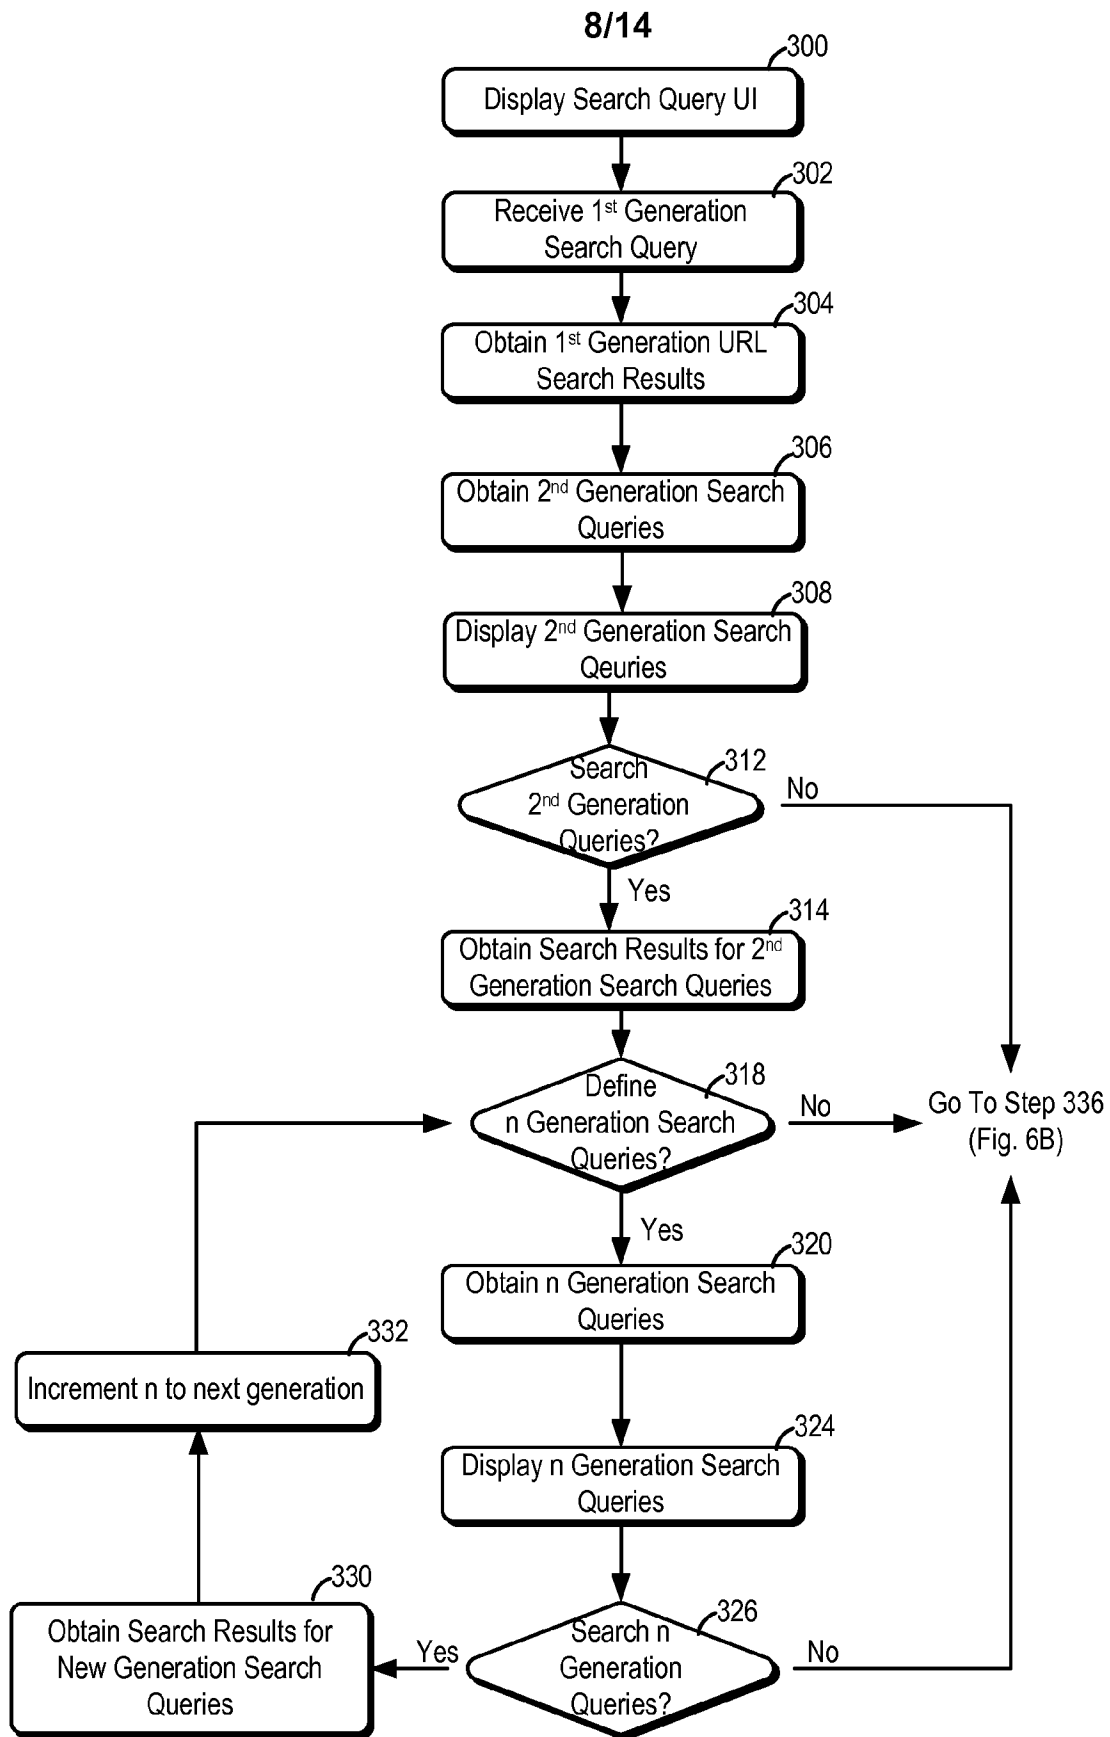 8/14
300
Display Search Query UI
302
Receive 1st Generation
Search Query
304
Obtain 1st Generation URL
Search Results
306
Obtain 2nd Generation Search
Queries
308
Display 2nd Generation Search
Qeuries
312
Search
2nd Generation
Queries?
No
Yes
314
Obtain Search Results for 2nd
Generation Search Queries
318
Define
n Generation Search
Queries?
No
Go To Step 336
(Fig. 6B)
Yes
320
Obtain n Generation Search
Queries
332
Increment n to next generation
324
Display n Generation Search
Queries
330
Obtain Search Results for
New Generation Search
Queries
Yes
326
Search n
Generation
Queries?
No